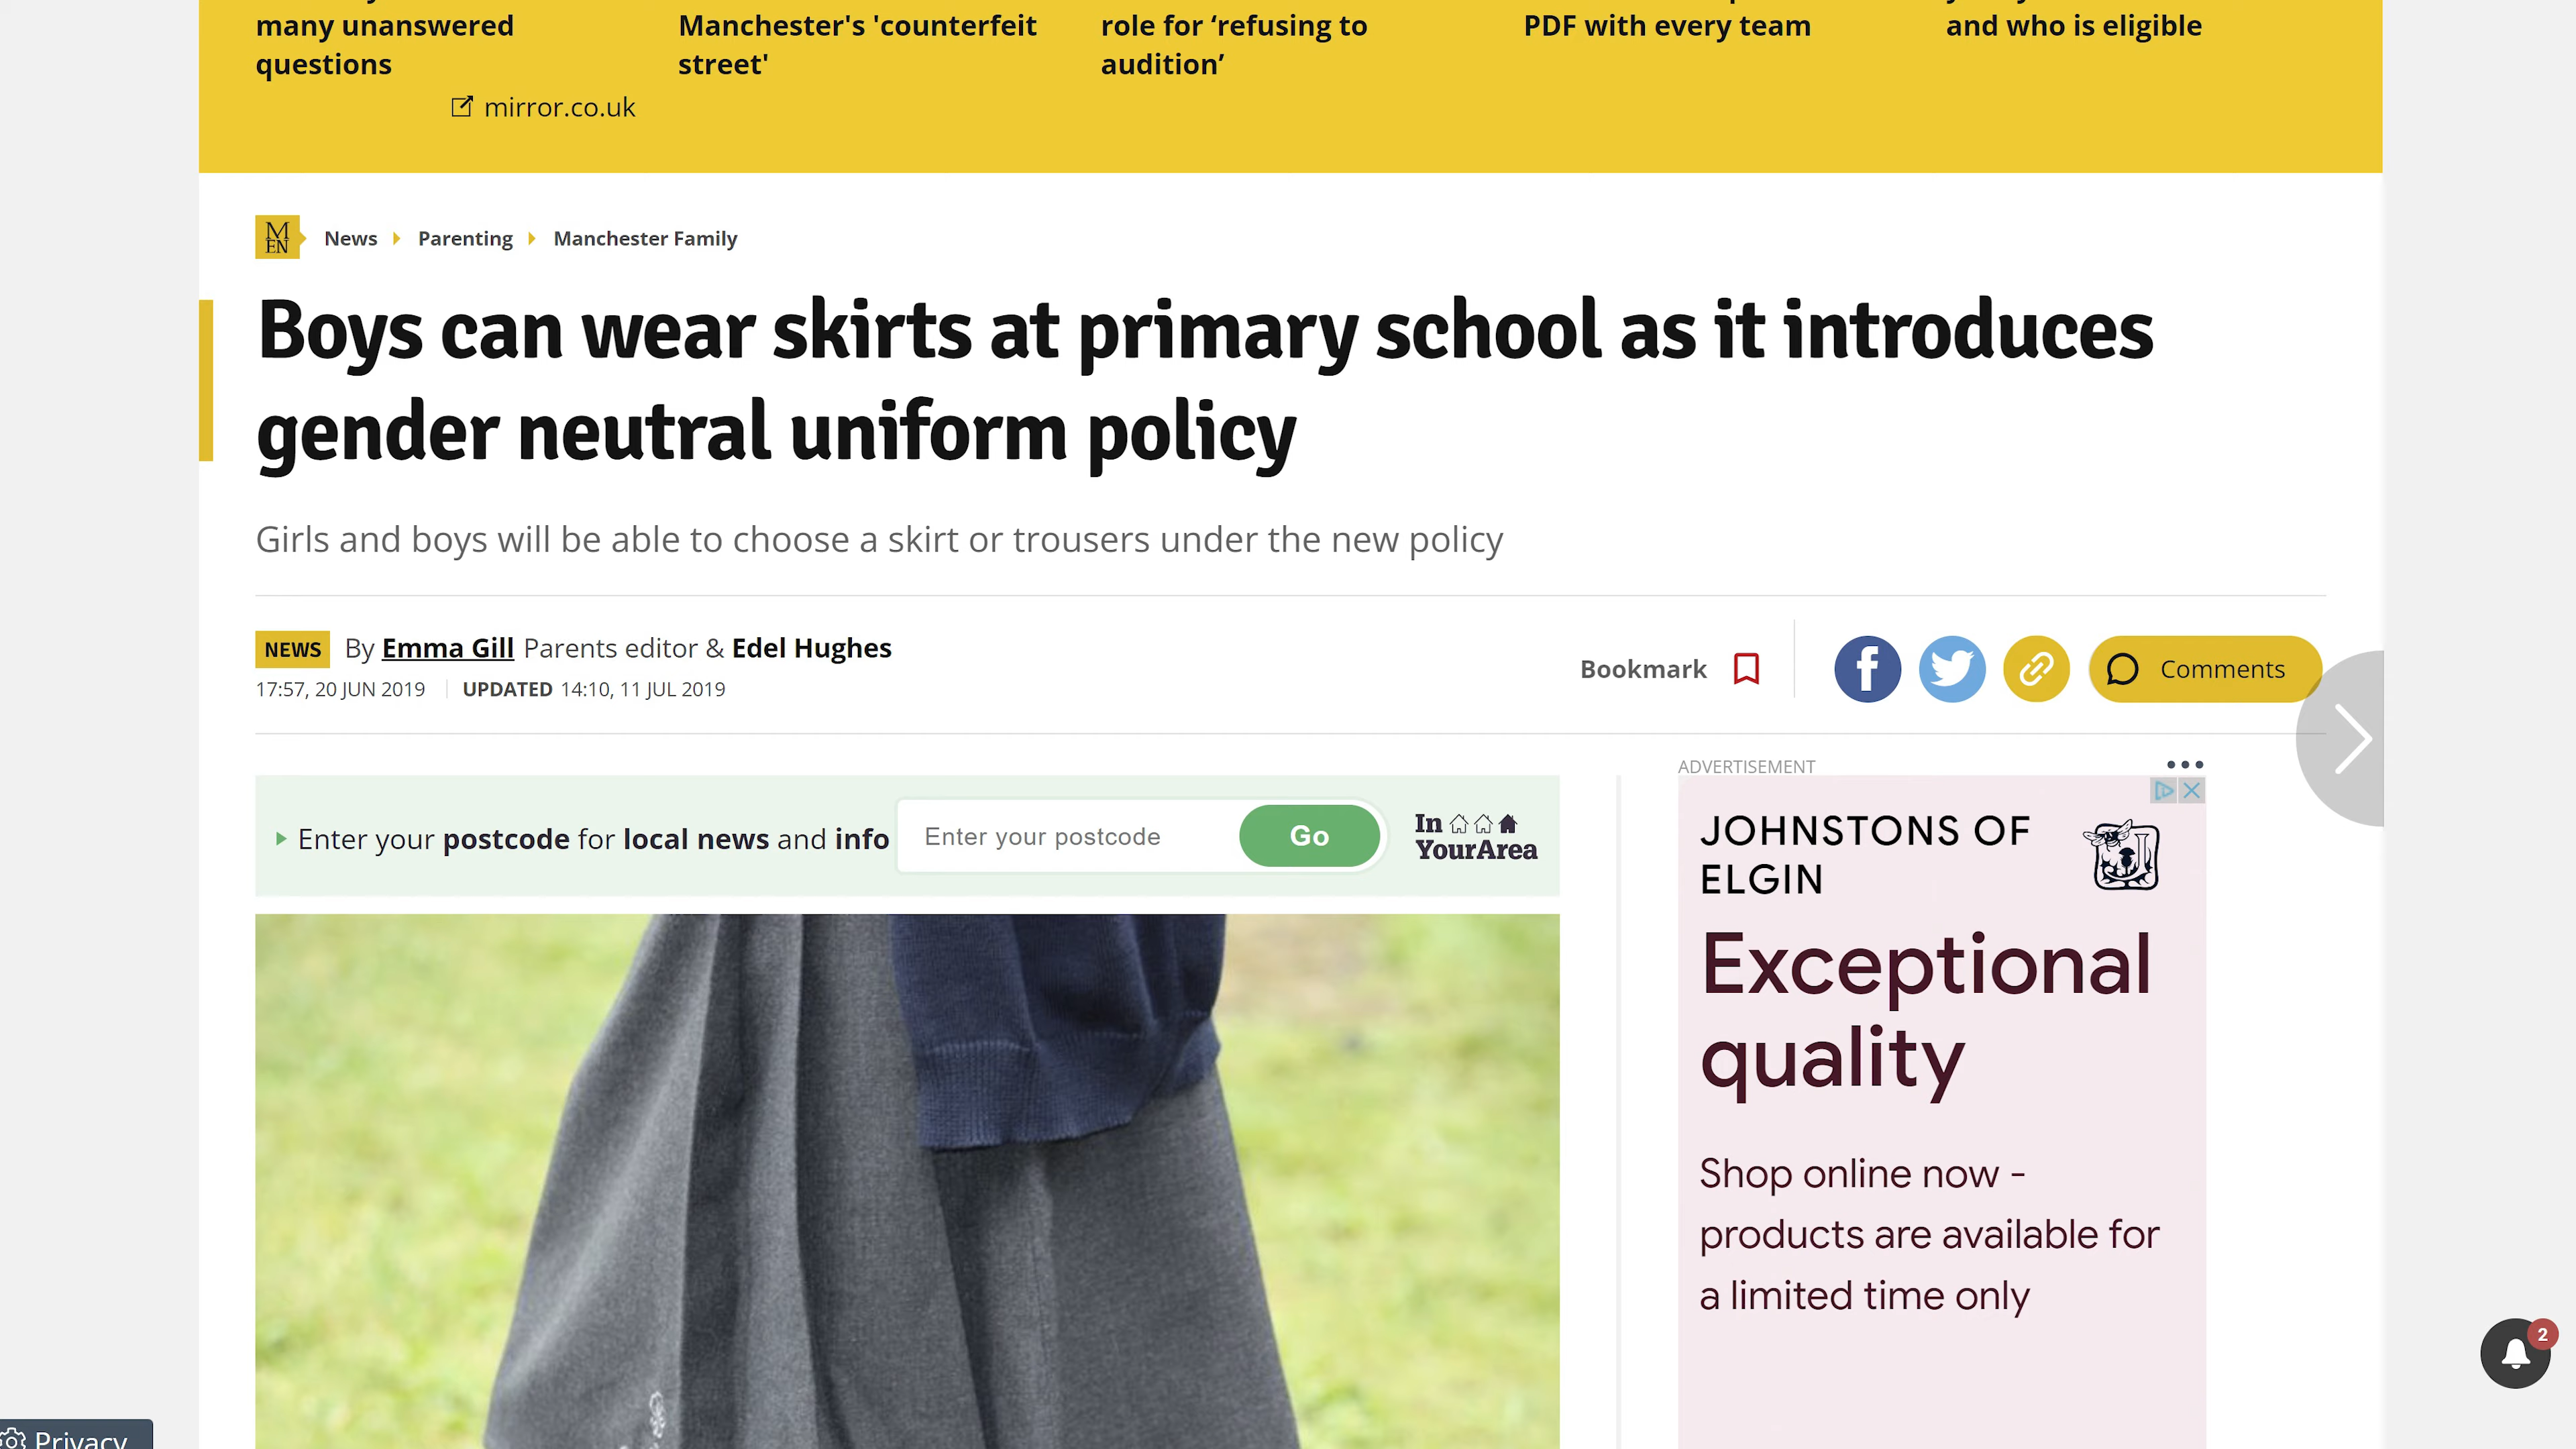 many unanswered
questions
mirror.co.uk
Manchester's 'counterfeit
street'
role for ‘refusing to
audition’
PDF with every team
and who is eligible
M
EN
News Parenting Manchester Family
Boys can wear skirts at primary school as it introduces
gender neutral uniform policy
Girls and boys will be able to choose a skirt or trousers under the new policy
NEWS By Emma Gill Parents editor & Edel Hughes
17:57, 20 JUN 2019 UPDATED 14:10, 11 JUL 2019
Bookmark
f
Comments
Enter your postcode for local news and info
Enter your postcode
Go
In
YourArea
ADVERTISEMENT
JOHNSTONS OF
ELGIN
Exceptional
quality
Shop online now -
products are available for
a limited time only
2
Privacy